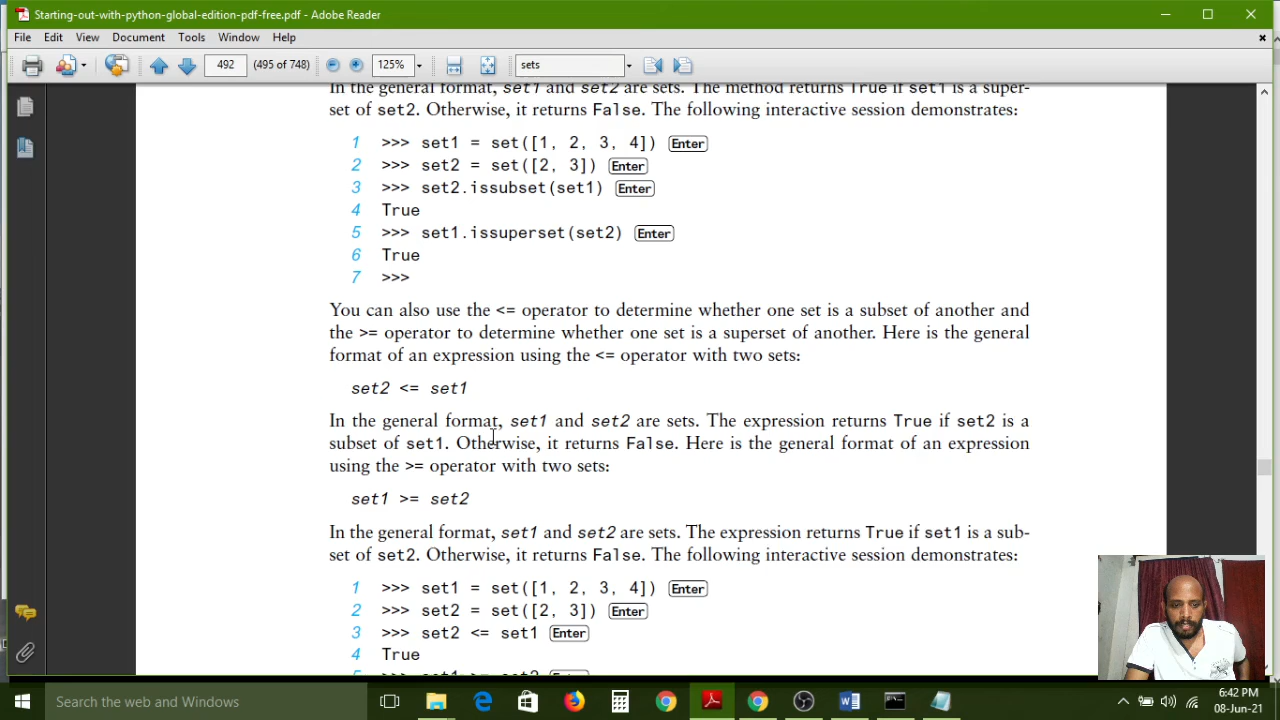 Starting-out-with-python-global-edition-pdf-free.pdf - Adobe Reader
File Edit View Document Tools Window Help
492 (495 of 748) 125% sets
In the general format, set1 and set2 are sets. The method returns True if set1 is a super-
set of set2. Otherwise, it returns False. The following interactive session demonstrates:
1 >>> set1 = set([1, 2, 3, 4]) Enter
2 >>> set2 = set([2, 3]) Enter
3 >>> set2.issubset(set1) Enter
4 True
5 >>> set1.issuperset(set2) Enter
6 True
7 >>>
You can also use the <= operator to determine whether one set is a subset of another and
the >= operator to determine whether one set is a superset of another. Here is the general
format of an expression using the <= operator with two sets:
set2 <= set1
In the general format, set1 and set2 are sets. The expression returns True if set2 is a
subset of set1. Otherwise, it returns False. Here is the general format of an expression
using the >= operator with two sets:
set1 >= set2
In the general format, set1 and set2 are sets. The expression returns True if set1 is a sub-
set of set2. Otherwise, it returns False. The following interactive session demonstrates:
1 >>> set1 = set([1, 2, 3, 4]) Enter
2 >>> set2 = set([2, 3]) Enter
3 >>> set2 <= set1 Enter
4 True
Search the web and Windows
6:42 PM
08-Jun-21